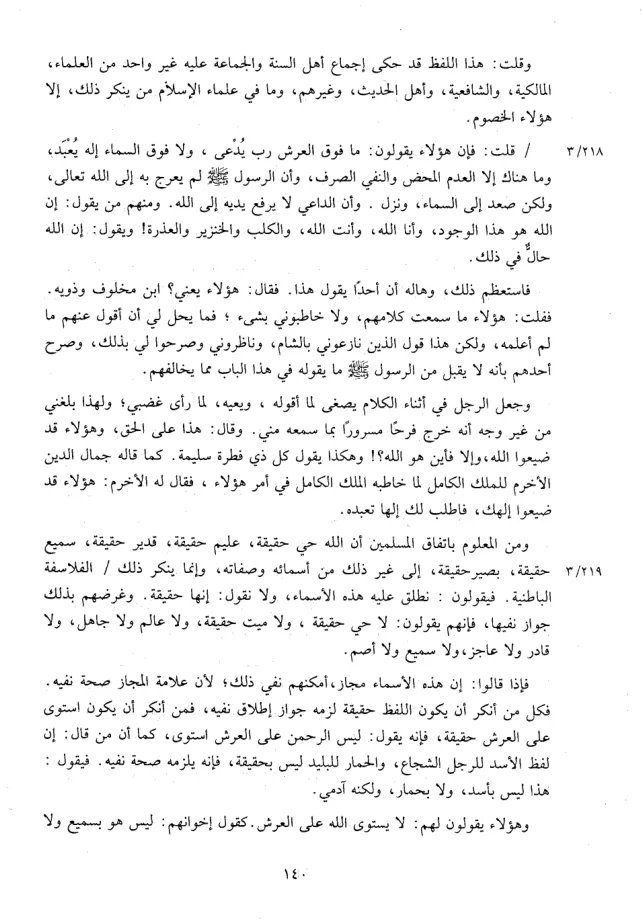 وقلت: هذا اللفظ قد حكى إجماع أهل السنة والجماعة عليه غير واحد من العلماء،
المالكية، والشافعية، وأهل الحديث، وغيرهم، وما في علماء الإسلام من ينكر ذلك، إلا
هؤلاء الخصوم.
٣/٢١٨ / قلت: فإن هؤلاء يقولون: ما فوق العرش رب يُدْعى ، ولا فوق السماء إله يُعْبَد،
وما هناك إلا العدم المحض والنفي الصرف، وأن الرسول ﷺ لم يعرج به إلى الله تعالى،
ولكن صعد إلى السماء، ونزل . وأن الداعي لا يرفع يديه إلى الله. ومنهم من يقول: إن
الله هو هذا الوجود، وأنا الله، وأنت الله، والكلب والخنزير والعذرة! ويقول: إن الله
حالٌّ في ذلك.
فاستعظم ذلك، وهاله أن أحدًا يقول هذا. فقال: هؤلاء يعني؟ ابن مخلوف وذويه.
فقلت: هؤلاء ما سمعت كلامهم، ولا خاطبوني بشىء ؛ فما يحل لي أن أقول عنهم ما
لم أعلمه، ولكن هذا قول الذين نازعوني بالشام، وناظروني وصرحوا لي بذلك، وصرح
أحدهم بأنه لا يقبل من الرسول ﷺ ما يقوله في هذا الباب مما يخالفهم.
وجعل الرجل في أثناء الكلام يصغى لما أقوله ، ويعيه، لما رأى غضبي؛ ولهذا بلغني
من غير وجه أنه خرج فرحًا مسرورًا بما سمعه مني. وقال: هذا على الحق، وهؤلاء قد
ضيعوا الله،وإلا فأين هو الله؟! وهكذا يقول كل ذي فطرة سليمة. كما قاله جمال الدين
الأخرم للملك الكامل لما خاطبه الملك الكامل في أمر هؤلاء ، فقال له الأخرم: هؤلاء قد
ضيعوا إلهك، فاطلب لك إلها تعبده.
ومن المعلوم باتفاق المسلمين أن الله حي حقيقة، عليم حقيقة، قدير حقيقة، سميع
٣/٢١٩ حقيقة، بصيرحقيقة، إلى غير ذلك من أسمائه وصفاته، وإنما ينكر ذلك / الفلاسفة
الباطنية. فيقولون : نطلق عليه هذه الأسماء، ولا نقول: إنها حقيقة. وغرضهم بذلك
جواز نفيها، فإنهم يقولون: لا حي حقيقة ، ولا ميت حقيقة، ولا عالم ولا جاهل، ولا
قادر ولا عاجز،ولا سميع ولا أصم.
فإذا قالوا: إن هذه الأسماء مجاز،أمكنهم نفي ذلك؛ لأن علامة المجاز صحة نفيه.
فكل من أنكر أن يكون اللفظ حقيقة لزمه جواز إطلاق نفيه، فمن أنكر أن يكون استوى
على العرش حقيقة، فإنه يقول: ليس الرحمن على العرش استوى، كما أن من قال: إن
لفظ الأسد للرجل الشجاع، والحمار للبليد ليس بحقيقة، فإنه يلزمه صحة نفيه. فيقول :
هذا ليس بأسد، ولا بحمار، ولكنه آدمي.
وهؤلاء يقولون لهم: لا يستوى الله على العرش.كقول إخوانهم: ليس هو بسميع ولا
١٤٠